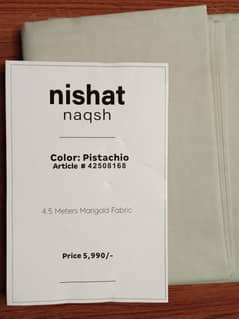 nishat
naqsh
Color: Pistachio
Article # 42508168
4.5 Meters Marigold Fabric
Price 5,990/-